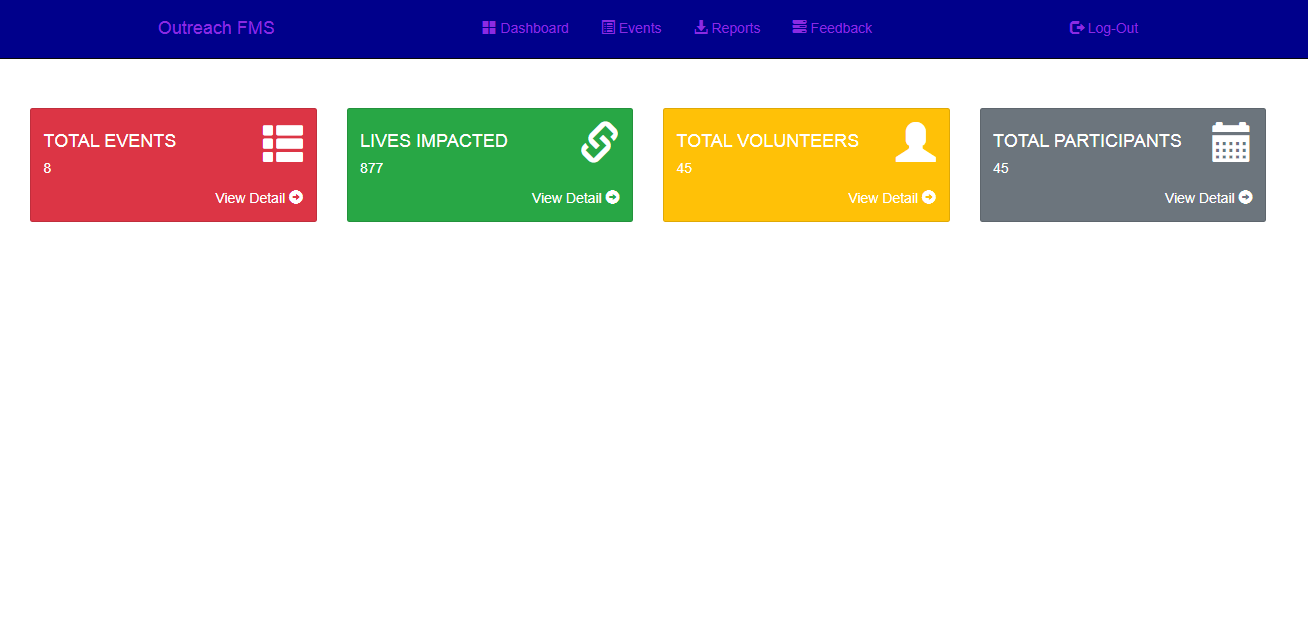 Outreach FMS Dashboard Events Reports Feedback Log-Out
TOTAL EVENTS
8
View Detail
LIVES IMPACTED
877
View Detail
TOTAL VOLUNTEERS
45
View Detail
TOTAL PARTICIPANTS
45
View Detail